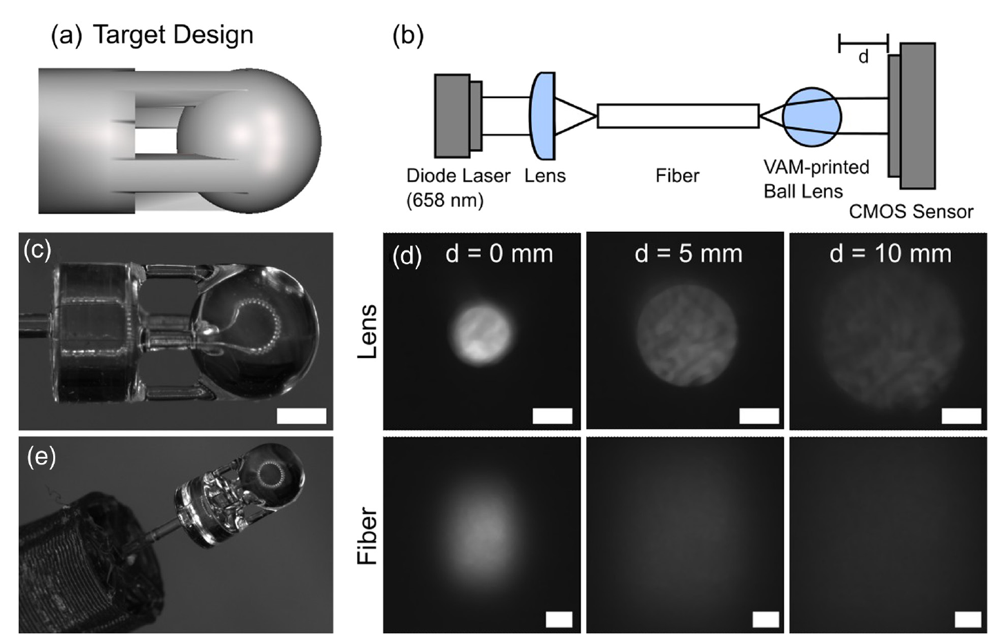 (a) Target Design
(b)
d
Diode Laser
(658 nm)
Lens
Fiber
VAM-printed
Ball Lens
CMOS Sensor
(c)
(d)
d = 0 mm
d = 5 mm
d = 10 mm
Lens
(e)
Fiber